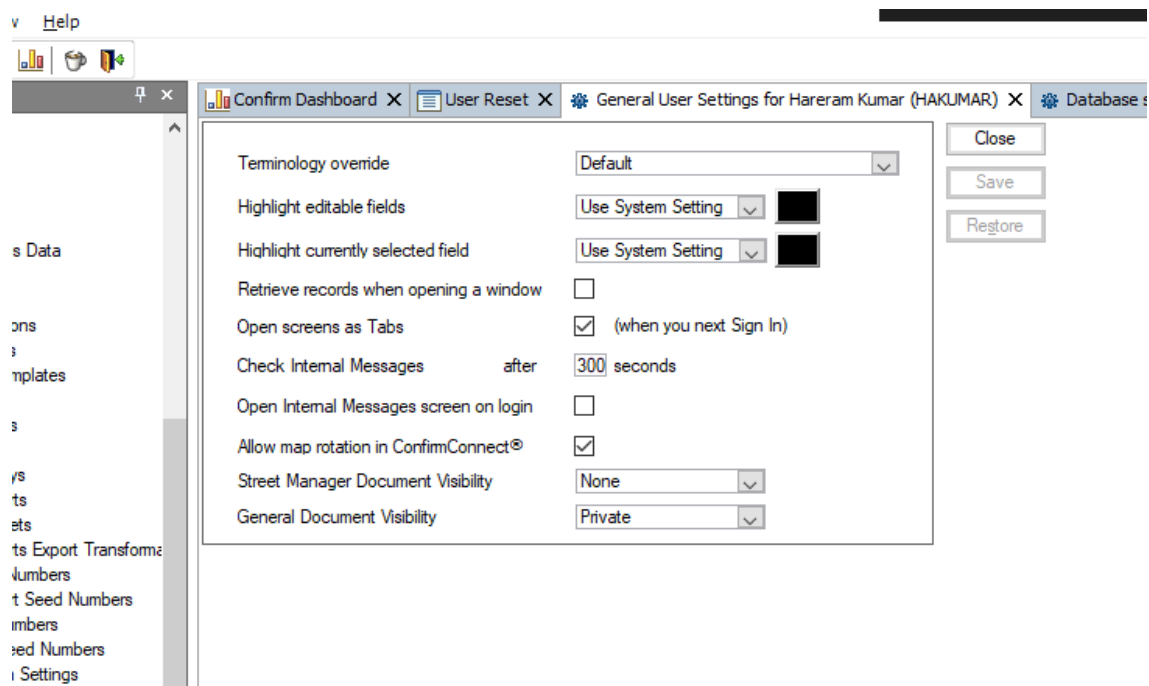 Help
Confirm Dashboard User Reset General User Settings for Hareram Kumar (HAKUMAR) Database s
Terminology override Default
Highlight editable fields Use System Setting
Highlight currently selected field Use System Setting
Retrieve records when opening a window
Open screens as Tabs (when you next Sign In)
Check Internal Messages after 300 seconds
Open Internal Messages screen on login
Allow map rotation in ConfirmConnect®
Street Manager Document Visibility None
General Document Visibility Private
Close
Save
Restore
s Data
ons
s
mplates
s
ys
ts
ets
ts Export Transforma
Numbers
t Seed Numbers
umbers
eed Numbers
Settings